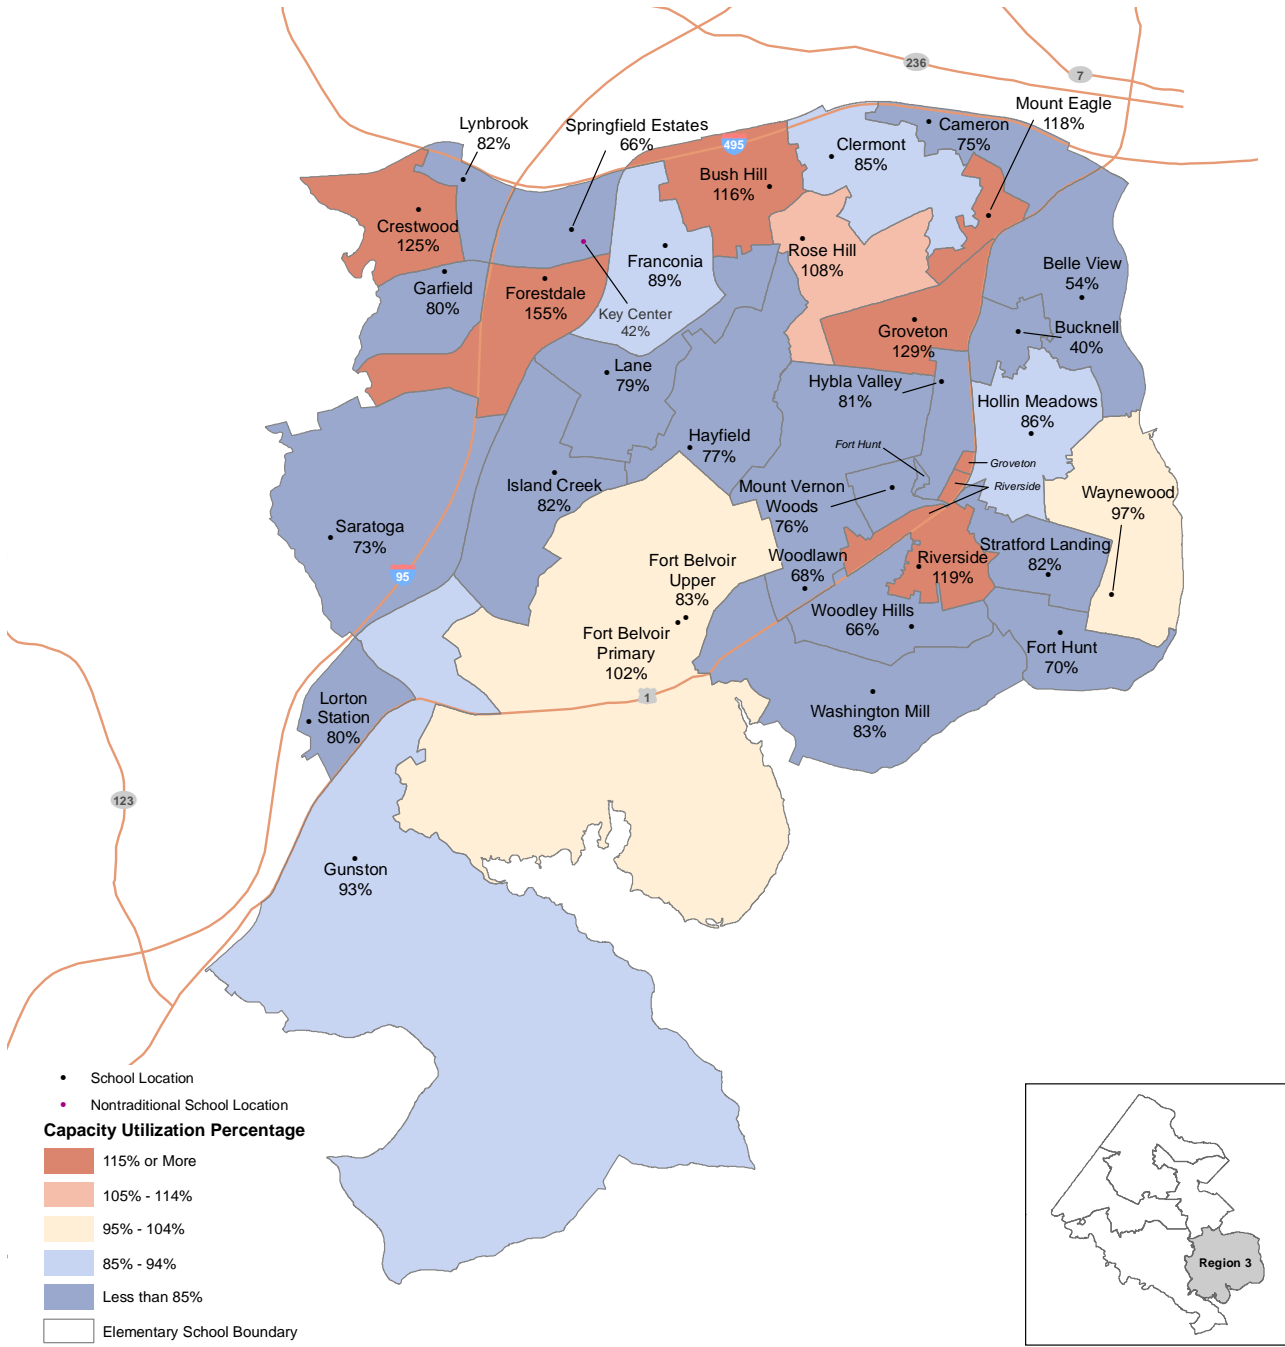 236
7
Mount Eagle
118%
Lynbrook
82%
Springfield Estates
66%
Cameron
75%
495
Clermont
85%
Bush Hill
116%
Crestwood
125%
Rose Hill
108%
Franconia
89%
Belle View
54%
Garfield
80%
Forestdale
155%
Key Center
42%
Groveton
129%
Bucknell
40%
Lane
79%
Hybla Valley
81%
Hollin Meadows
86%
Hayfield
77%
Fort Hunt
Groveton
Riverside
Island Creek
82%
Mount Vernon
Woods
76%
Waynewood
97%
Saratoga
73%
Stratford Landing
82%
Fort Belvoir
Upper
83%
Woodlawn
68%
Riverside
119%
95
Woodley Hills
66%
Fort Belvoir
Primary
102%
Fort Hunt
70%
1
Lorton
Station
80%
Washington Mill
83%
123
Gunston
93%
School Location
Nontraditional School Location
Capacity Utilization Percentage
115% or More
105% - 114%
95% - 104%
85% - 94%
Less than 85%
Elementary School Boundary
Region 3